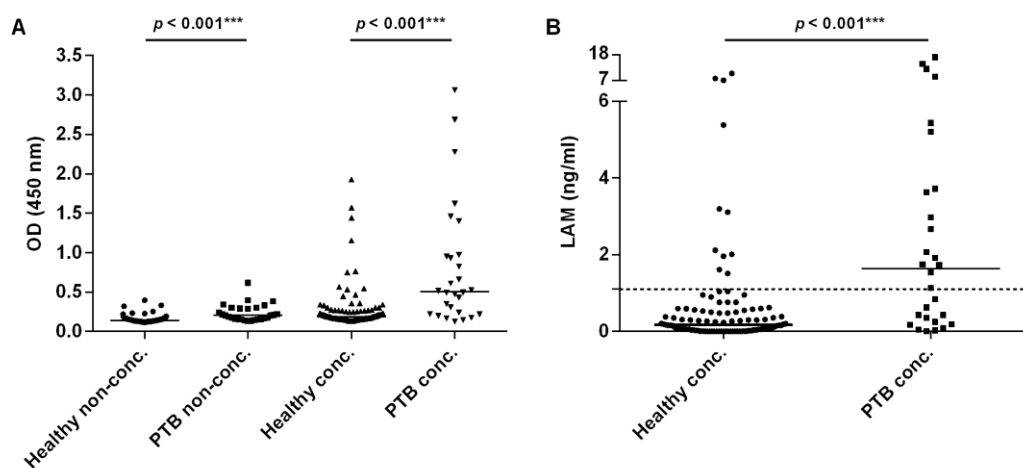 A
p < 0.001***
p < 0.001***
3.5
3.0
2.5
2.0
1.5
1.0
0.5
0.0
OD (450 nm)
Healthy non-conc.
PTB non-conc.
Healthy conc.
PTB conc.
B
p < 0.001***
18
7
6
4
2
0
LAM (ng/ml)
Healthy conc.
PTB conc.